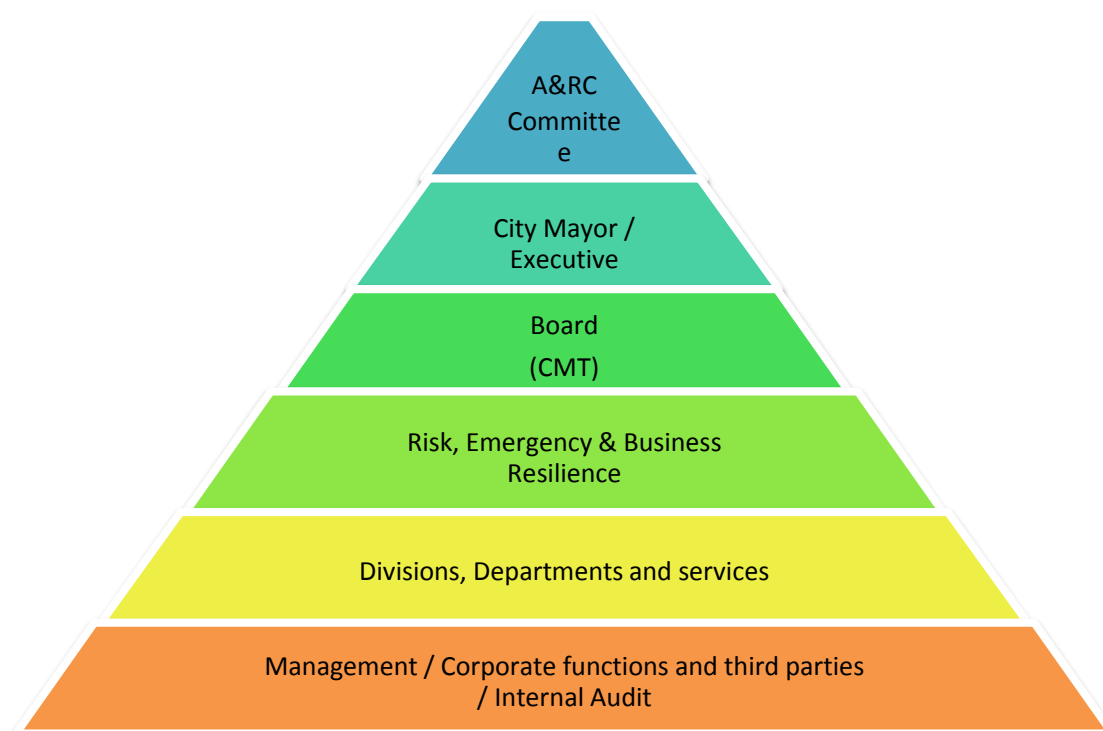 A&RC
Committe
e
City Mayor /
Executive
Board
(CMT)
Risk, Emergency & Business
Resilience
Divisions, Departments and services
Management / Corporate functions and third parties
/ Internal Audit